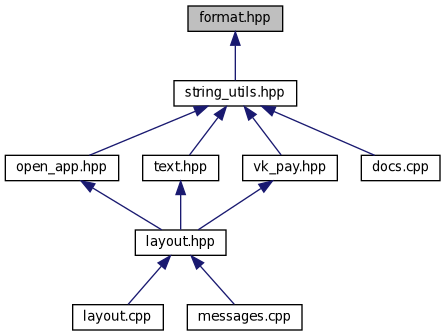 format.hpp
string_utils.hpp
open_app.hpp
text.hpp
vk_pay.hpp
docs.cpp
layout.hpp
layout.cpp
messages.cpp